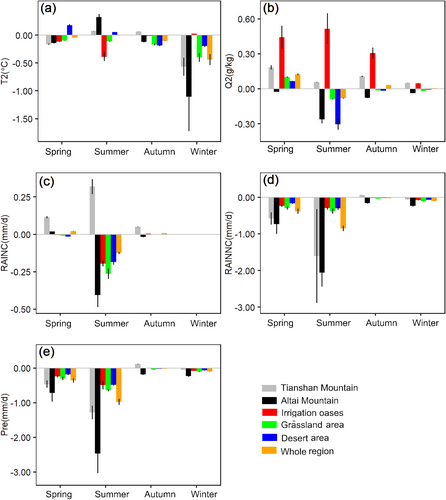 (a)
T2(°C)
0.00
-0.50
-1.00
-1.50
Spring Summer Autumn Winter
(b)
Q2(g/kg)
0.60
0.30
0.00
-0.30
Spring Summer Autumn Winter
(c)
RAINC(mm/d)
0.25
0.00
-0.25
-0.50
Spring Summer Autumn Winter
(d)
RAINNC(mm/d)
0.00
-1.00
-2.00
-3.00
Spring Summer Autumn Winter
(e)
Pre(mm/d)
0.00
-1.00
-2.00
-3.00
Spring Summer Autumn Winter
Tianshan Mountain
Altai Mountain
Irrigation oases
Grassland area
Desert area
Whole region